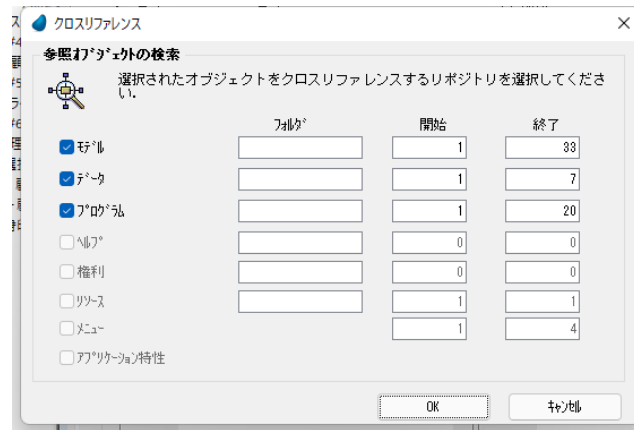 クロスリファレンス
参照ｵﾌﾞｼﾞｪｸﾄの検索
選択されたオブジェクトをクロスリファレンスするリポジトリを選択してくださ
い.
ﾌｫﾙﾀﾞ 開始 終了
ﾓﾃﾞﾙ 1 33
ﾃﾞｰﾀ 1 7
ﾌﾟﾛｸﾞﾗﾑ 1 20
ﾍﾙﾌﾟ 0 0
権利 0 0
ﾘｿｰｽ 1 1
ﾒﾆｭｰ 1 4
ｱﾌﾟﾘｹｰｼｮﾝ特性
OK ｷｬﾝｾﾙ